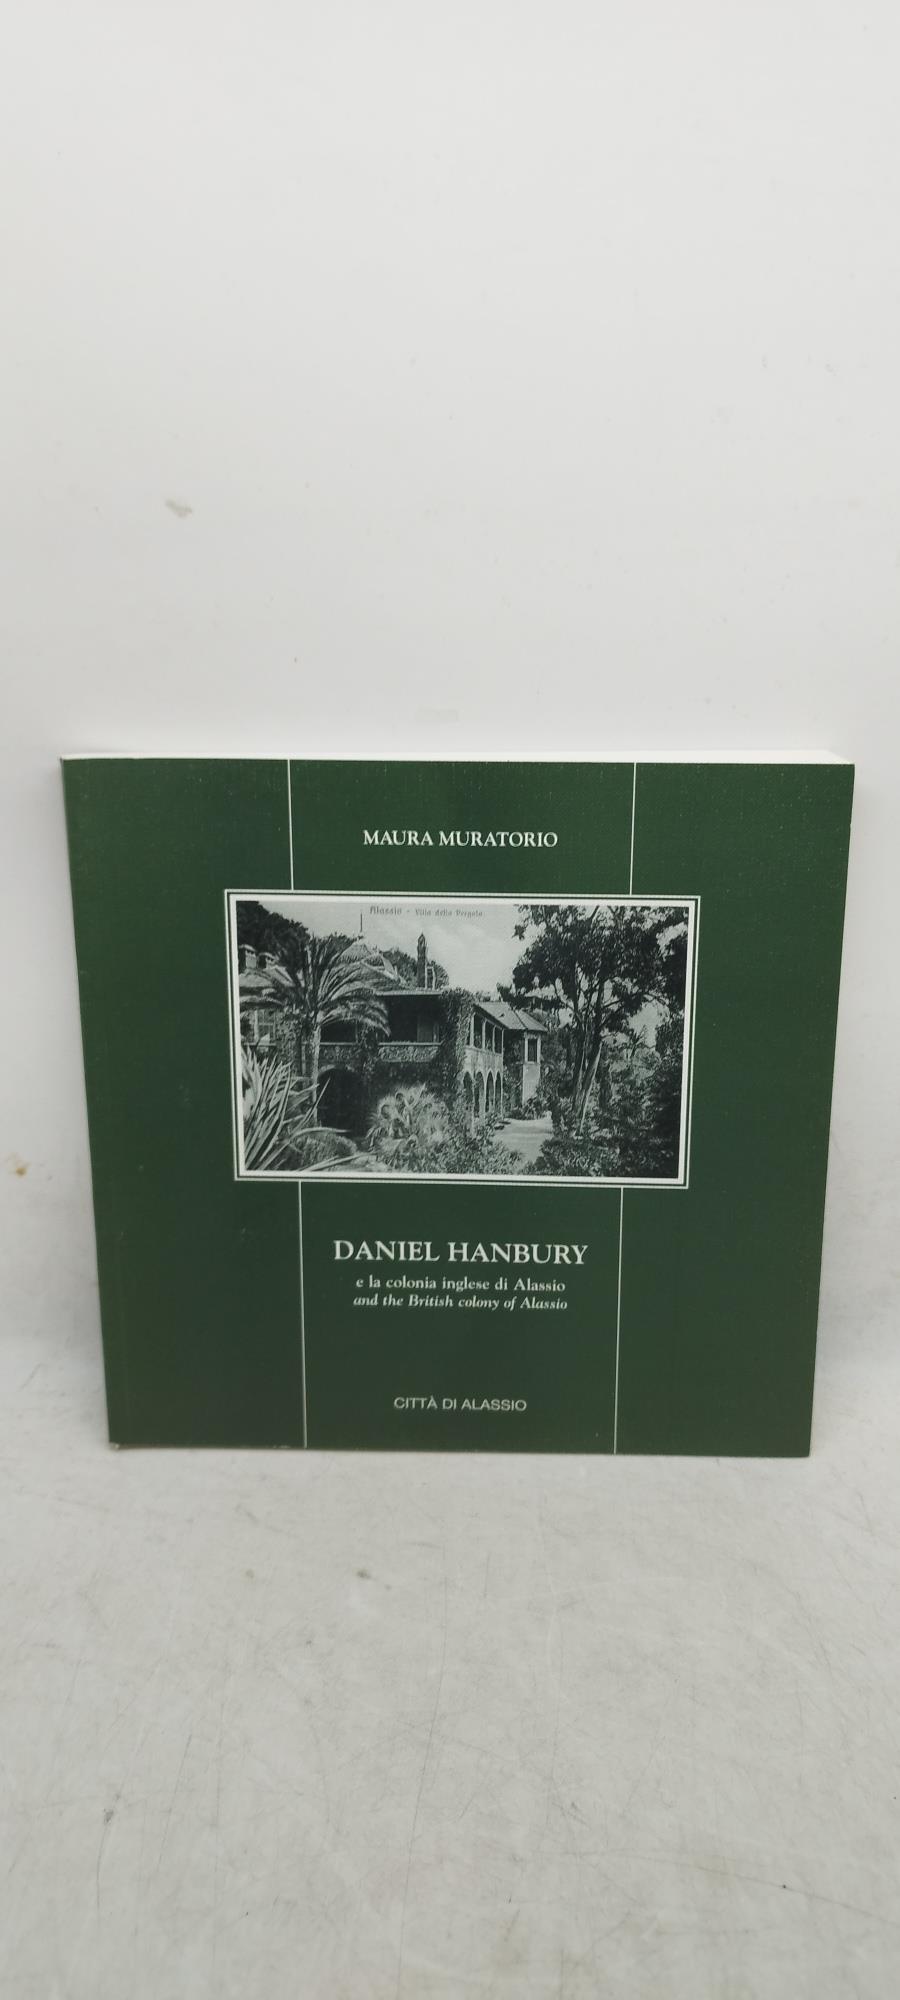 MAURA MURATORIO
Alassio - Villa della Pergola
DANIEL HANBURY
e la colonia inglese di Alassio
and the British colony of Alassio
CITTÀ DI ALASSIO